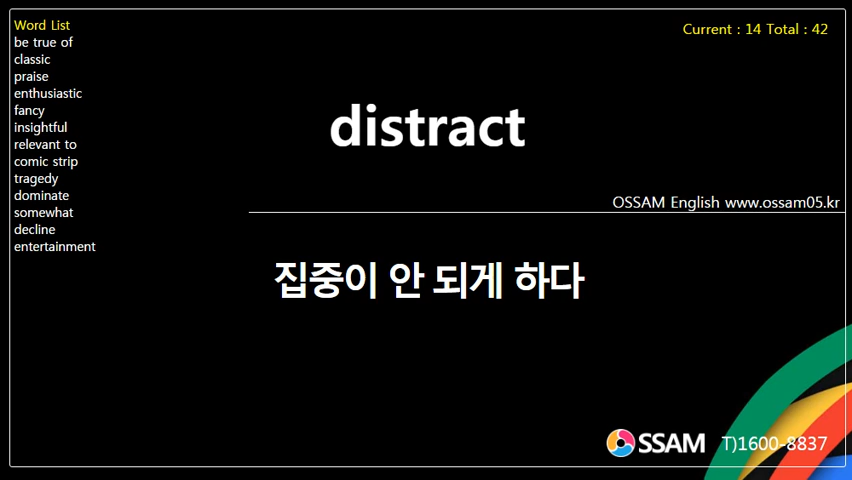 Word List
be true of
classic
praise
enthusiastic
fancy
insightful
relevant to
comic strip
tragedy
dominate
somewhat
decline
entertainment
Current : 14 Total : 42
distract
OSSAM English www.ossam05.kr
집중이 안 되게 하다
OSSAM T)1600-8837